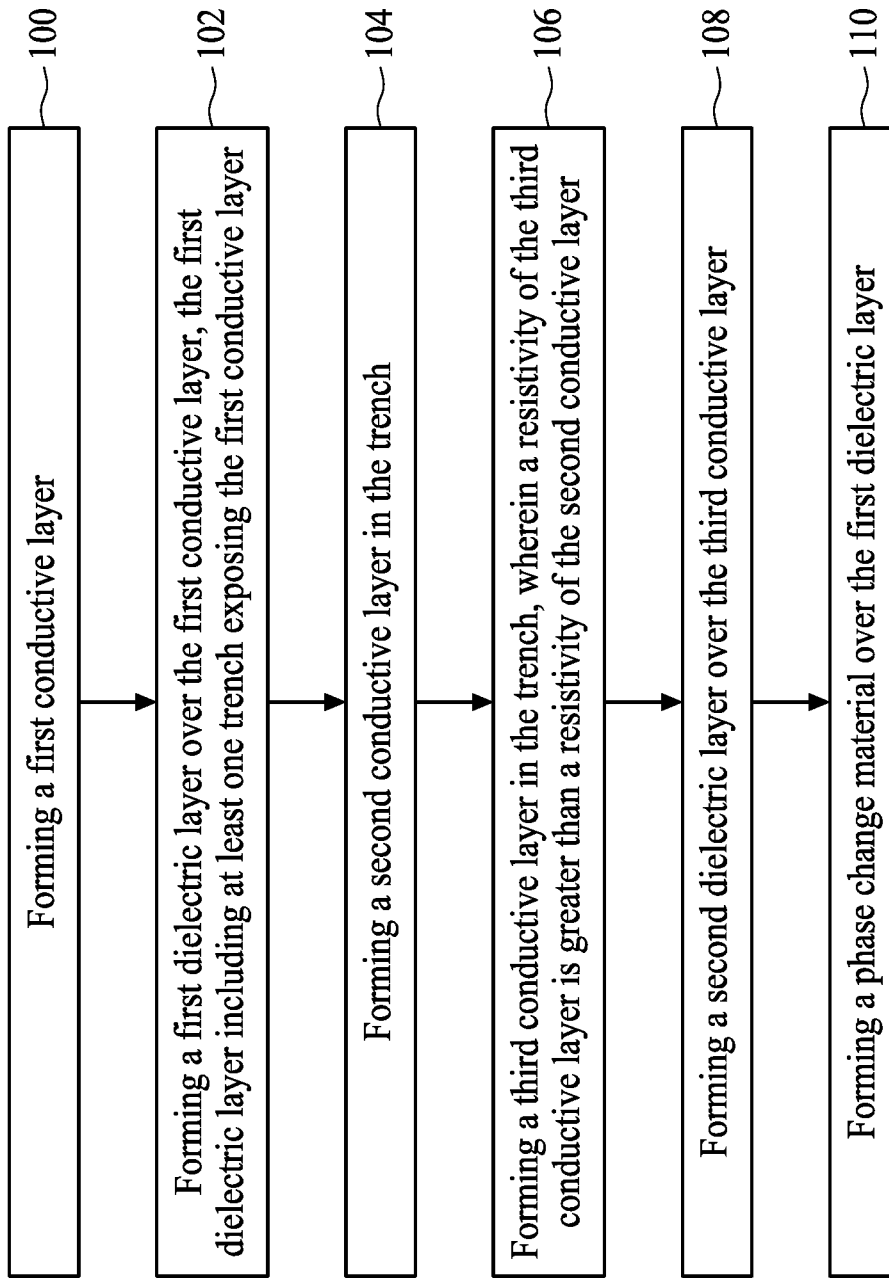 Forming a first conductive layer
100
Forming a first dielectric layer over the first conductive layer, the first
dielectric layer including at least one trench exposing the first conductive layer
102
Forming a second conductive layer in the trench
104
Forming a third conductive layer in the trench, wherein a resistivity of the third
conductive layer is greater than a resistivity of the second conductive layer
106
Forming a second dielectric layer over the third conductive layer
108
Forming a phase change material over the first dielectric layer
110